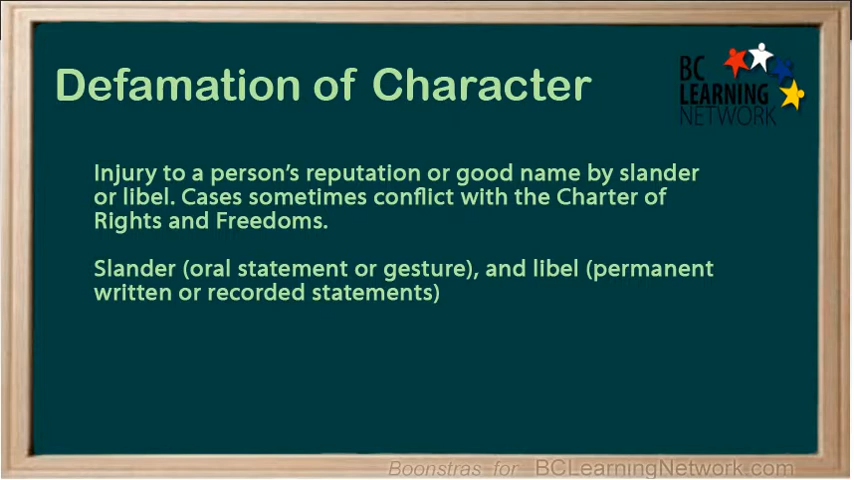 Defamation of Character
BC
LEARNING
NETWORK
Injury to a person's reputation or good name by slander
or libel. Cases sometimes conflict with the Charter of
Rights and Freedoms.
Slander (oral statement or gesture), and libel (permanent
written or recorded statements)
Boonstras for BCLearningNetwork.com